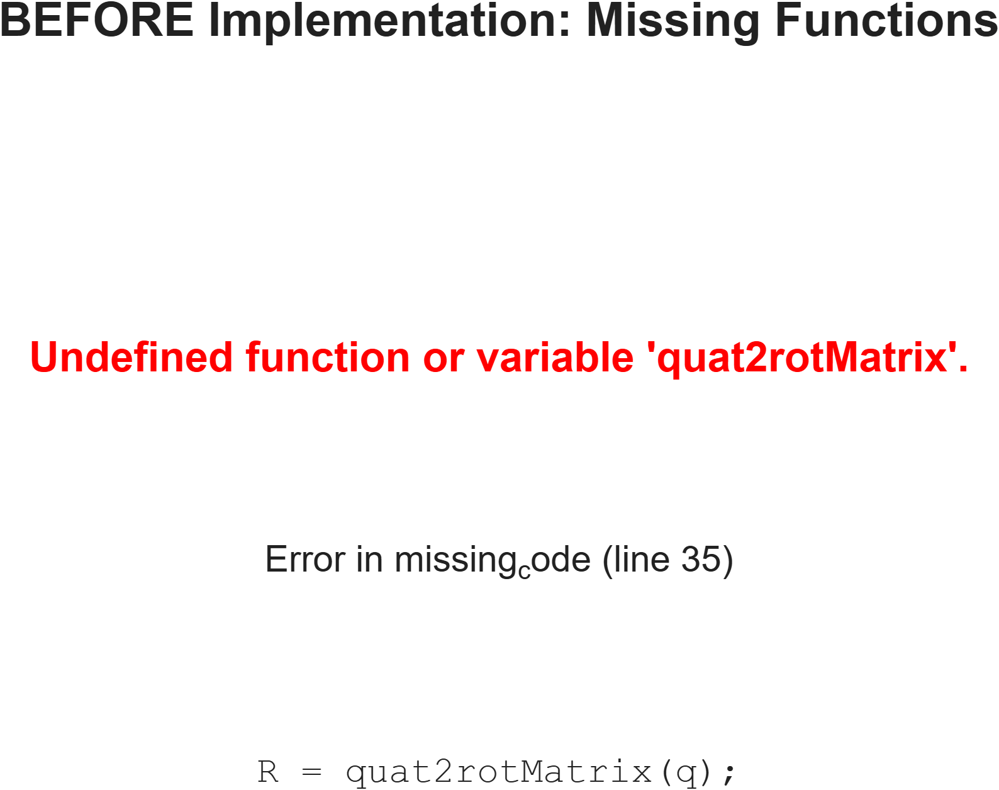 BEFORE Implementation: Missing Functions
Undefined function or variable 'quat2rotMatrix'.
Error in missing_code (line 35)
R = quat2rotMatrix(q);